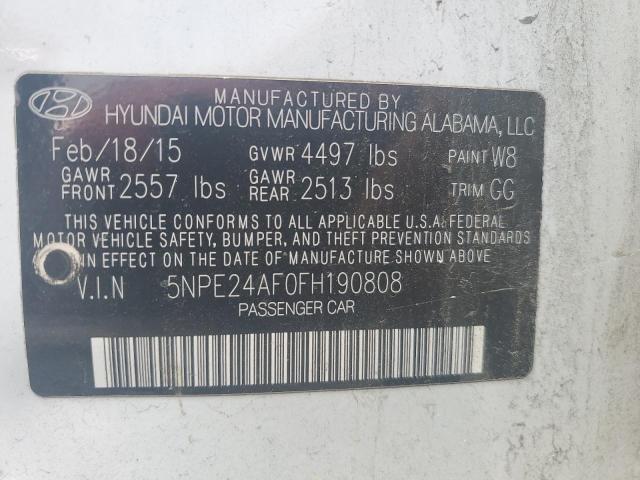 MANUFACTURED BY
HYUNDAI MOTOR MANUFACTURING ALABAMA, LLC
Feb/18/15 GVWR 4497 lbs PAINT W8
GAWR FRONT 2557 lbs GAWR REAR 2513 lbs TRIM GG
THIS VEHICLE CONFORMS TO ALL APPLICABLE U.S.A. FEDERAL
MOTOR VEHICLE SAFETY, BUMPER, AND THEFT PREVENTION STANDARDS
IN EFFECT ON THE DATE OF MANUFACTURE SHOWN ABOVE
V.I.N 5NPE24AF0FH190808
PASSENGER CAR